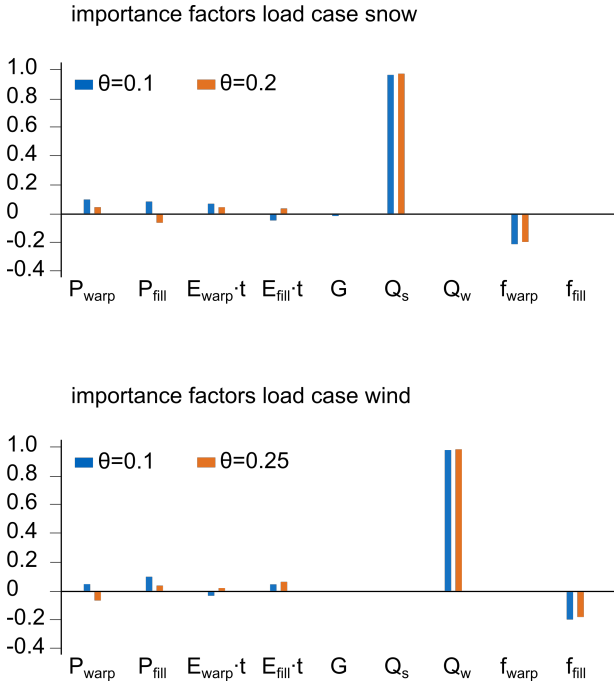 importance factors load case snow
1.0
θ=0.1 θ=0.2
0.8
0.6
0.4
0.2
0
-0.2
-0.4
Pwarp Pfill Ewarp·t Efill·t G Qs Qw fwarp ffill
importance factors load case wind
1.0
θ=0.1 θ=0.25
0.8
0.6
0.4
0.2
0
-0.2
-0.4
Pwarp Pfill Ewarp·t Efill·t G Qs Qw fwarp ffill